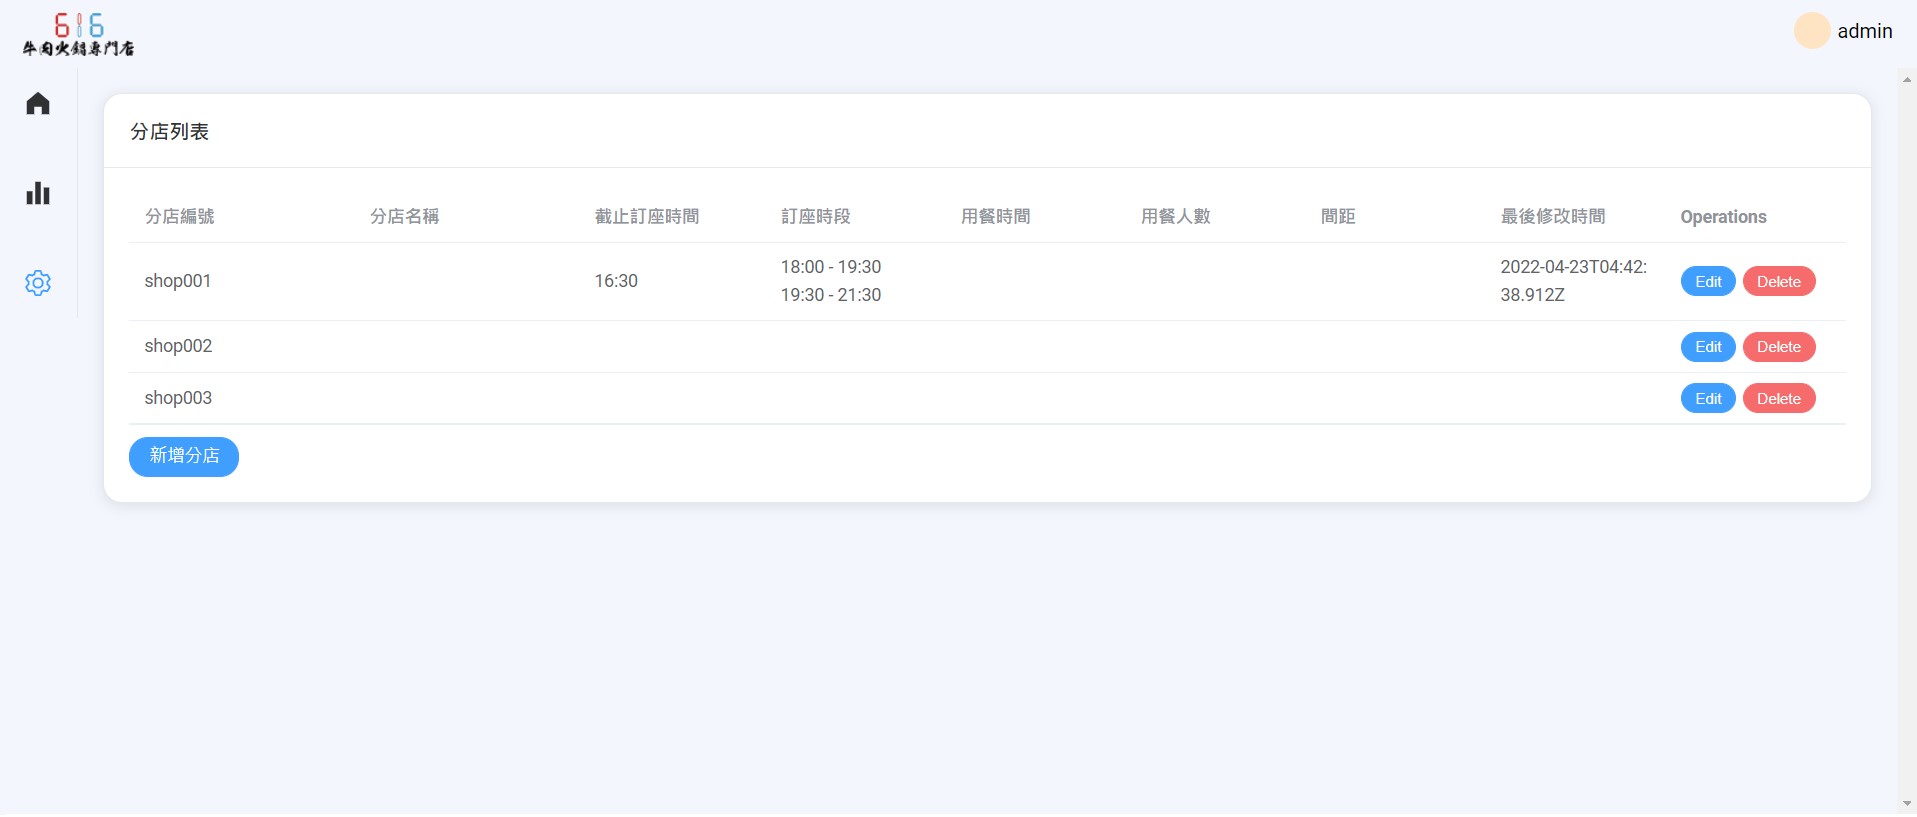 616
牛肉火鍋專門店
admin
分店列表
分店編號 分店名稱 截止訂座時間 訂座時段 用餐時間 用餐人數 間距 最後修改時間 Operations
shop001 16:30 18:00 - 19:30 2022-04-23T04:42: Edit Delete
19:30 - 21:30 38.912Z
shop002 Edit Delete
shop003 Edit Delete
新增分店